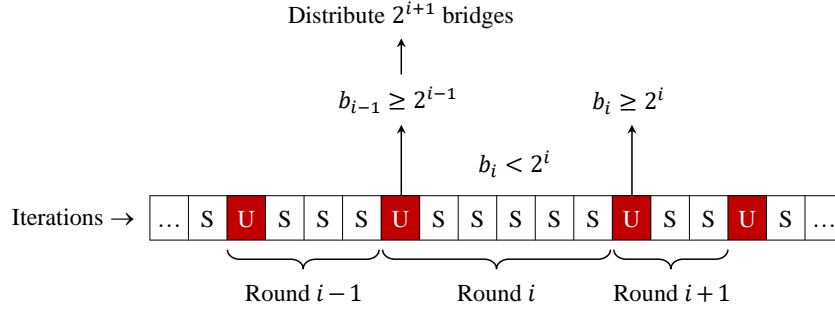 Distribute 2^{i+1} bridges
b_{i−1} ≥ 2^{i−1}
b_i ≥ 2^i
b_i < 2^i
Iterations → … S U S S S U S S S S S U S S U S …
Round i − 1
Round i
Round i + 1